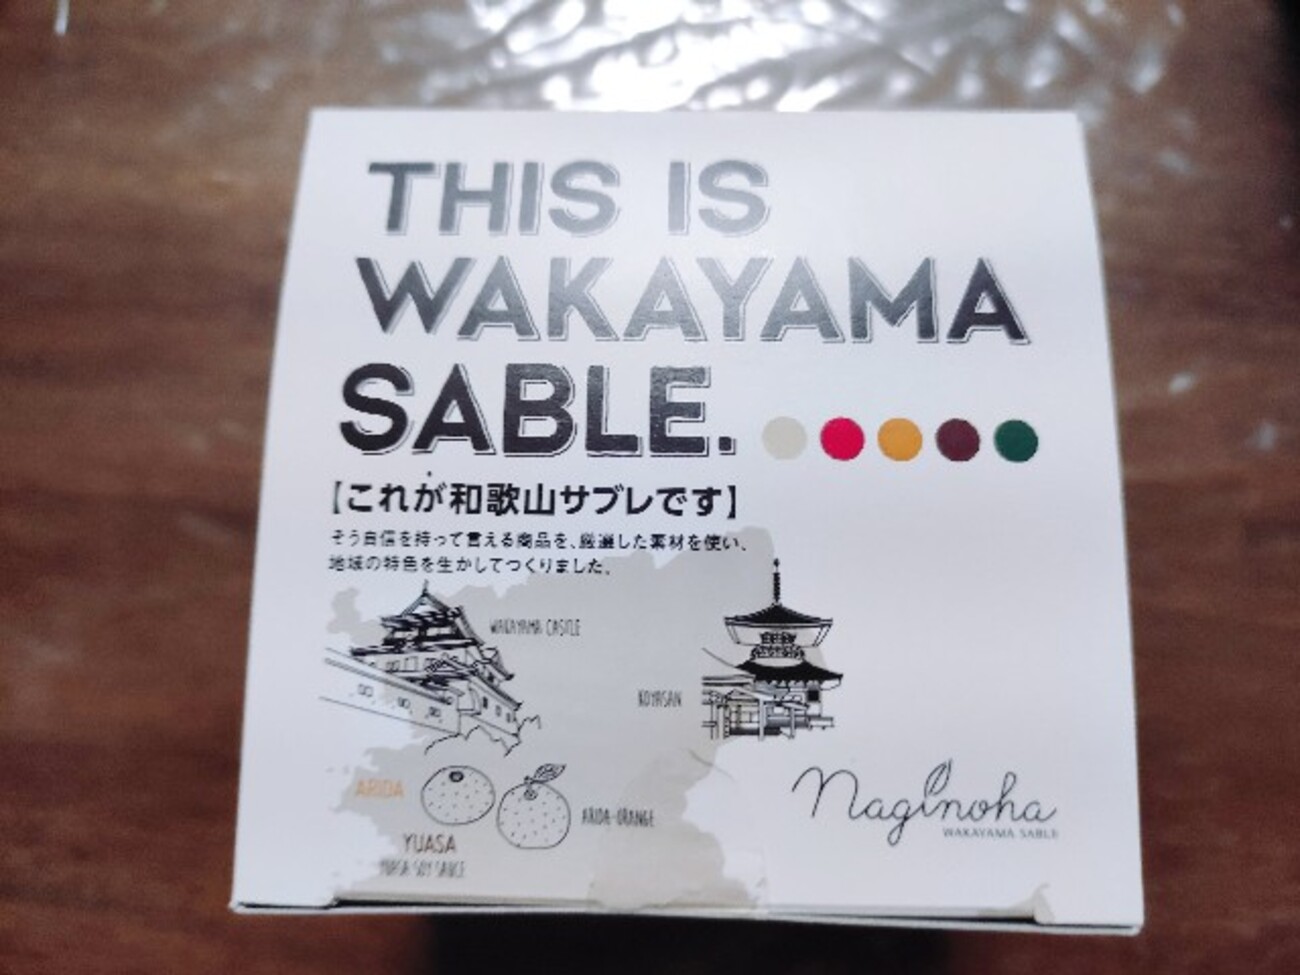 THIS IS
WAKAYAMA
SABLE.
【これが和歌山サブレです】
そう自信を持って言える商品を、厳選した素材を使い、
地域の特色を生かしてつくりました。
WAKAYAMA CASTLE
KOYASAN
ARIDA
ARIDA-ORANGE
YUASA
YUASA SOY SAUCE
Naginoha
WAKAYAMA SABLE